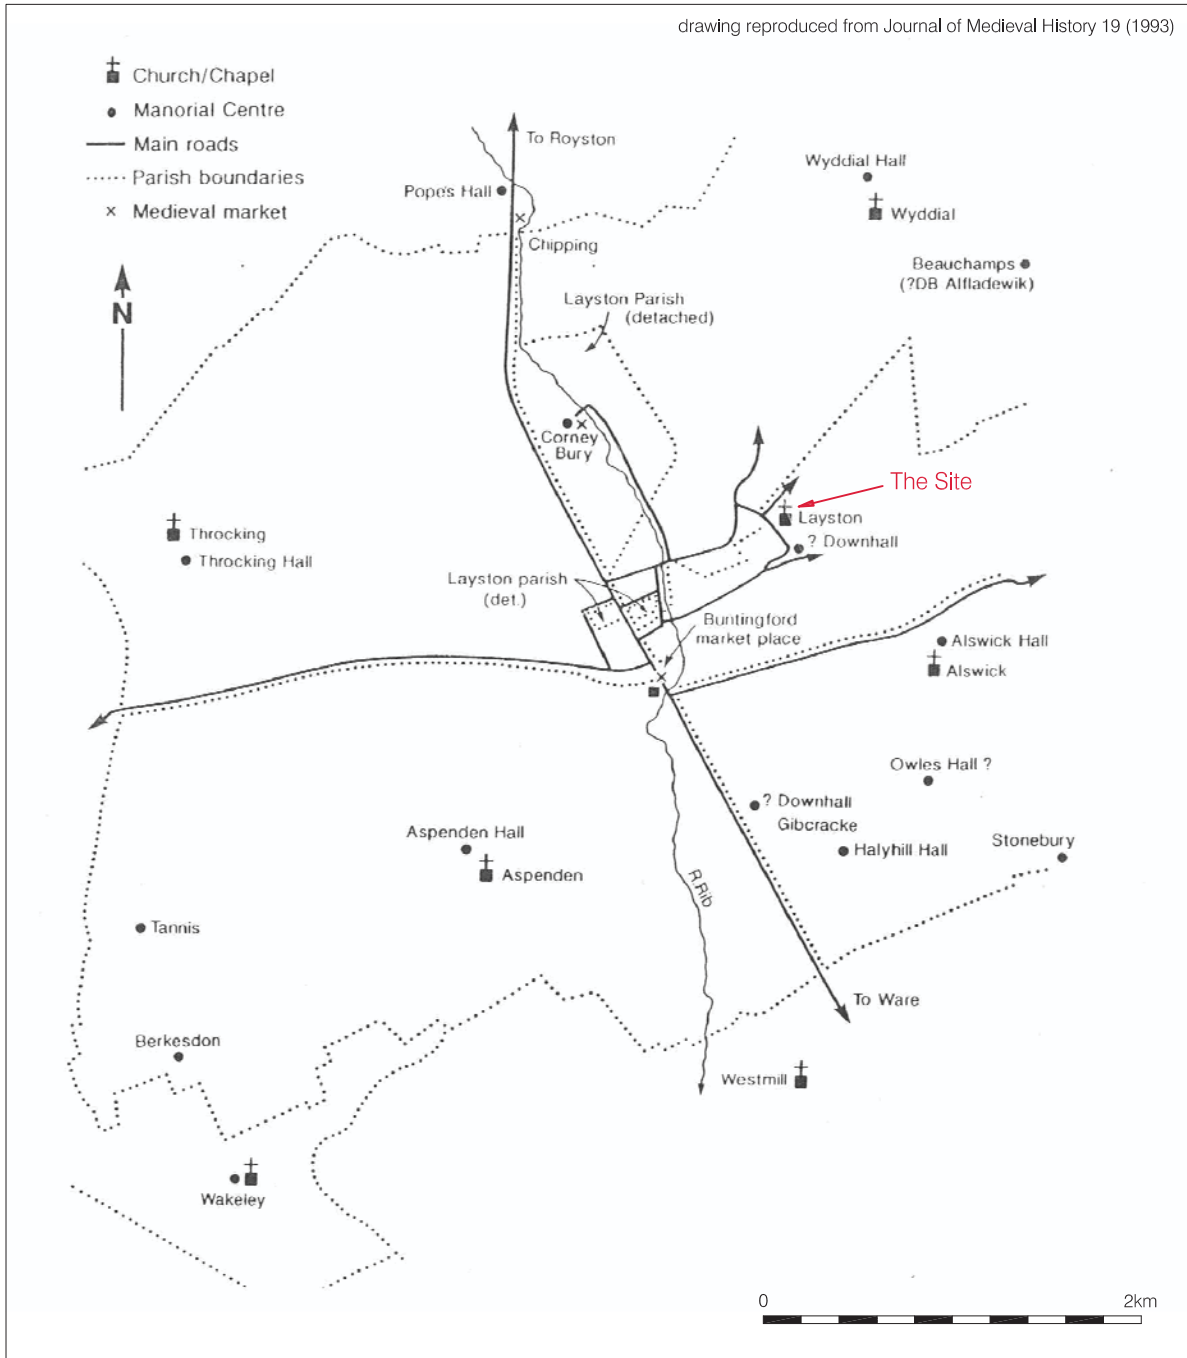 drawing reproduced from Journal of Medieval History 19 (1993)
Church/Chapel
Manorial Centre
Main roads
Parish boundaries
Medieval market
N
To Royston
Pope's Hall
Chipping
Wyddial Hall
Wyddial
Beauchamps
(?DB Alfladewik)
Layston Parish
(detached)
Corney
Bury
The Site
Layston
? Downhall
Throcking
Throcking Hall
Layston parish
(det.)
Buntingford
market place
Alswick Hall
Alswick
Owles Hall ?
? Downhall
Gibcracke
Halyhill Hall
Stonebury
Aspenden Hall
Aspenden
R.Rib
Tannis
To Ware
Berkesdon
Westmill
Wakeley
0
2km